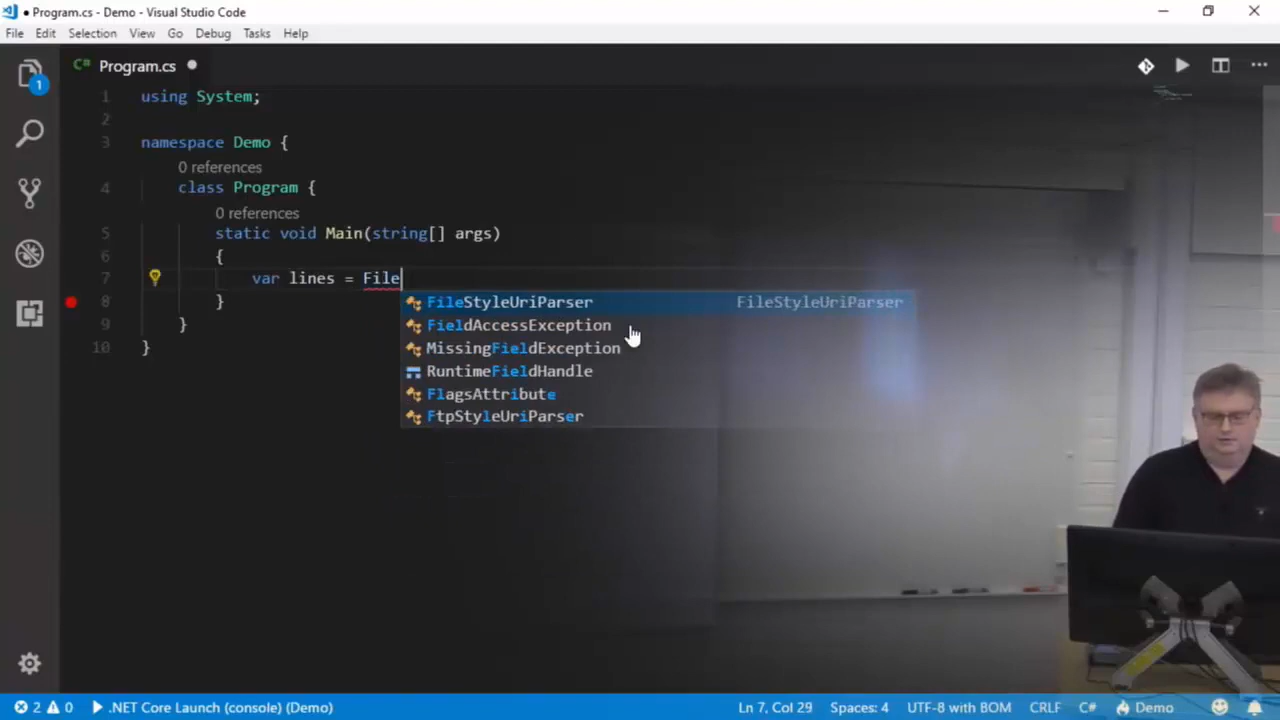 ● Program.cs - Demo - Visual Studio Code
File Edit Selection View Go Debug Tasks Help
1
C# Program.cs ●
1 using System;
2
3 namespace Demo {
0 references
4 class Program {
0 references
5 static void Main(string[] args)
6 {
7 var lines = File
FileStyleUriParser FileStyleUriParser
8 }
FieldAccessException
9 }
10 }
MissingFieldException
RuntimeFieldHandle
FlagsAttribute
FtpStyleUriParser
2 0 .NET Core Launch (console) (Demo) Ln 7, Col 29 Spaces: 4 UTF-8 with BOM CRLF C# Demo